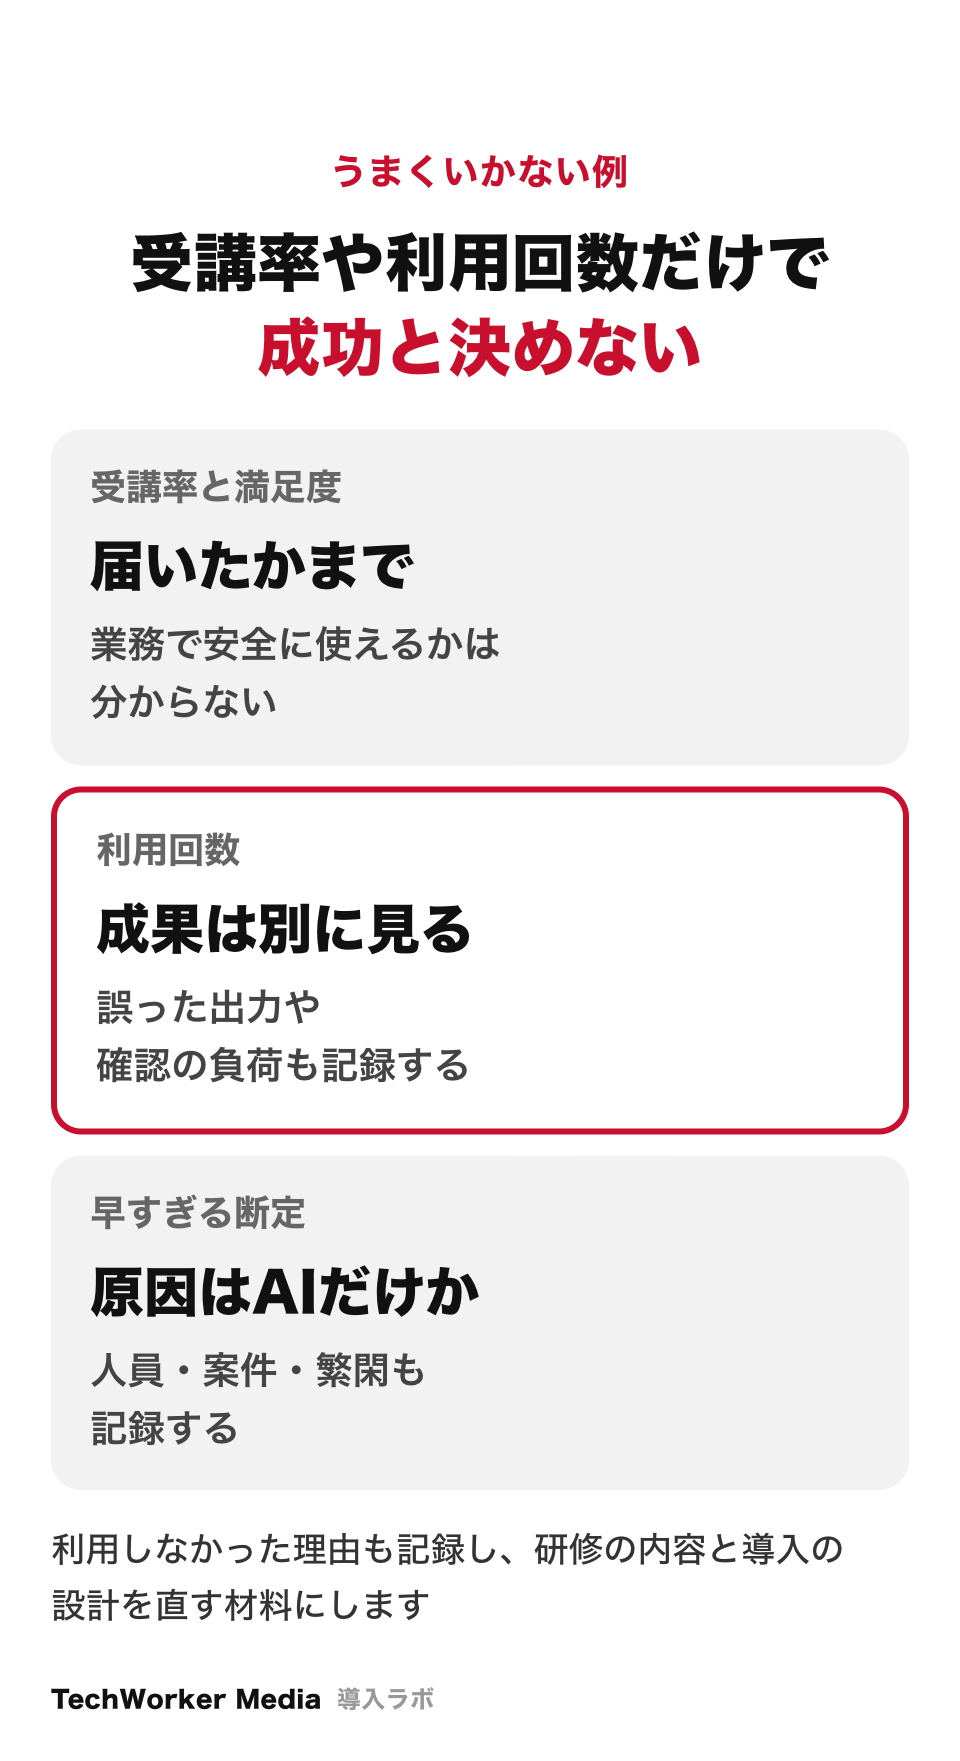 うまくいかない例
受講率や利用回数だけで
成功と決めない
受講率と満足度
届いたかまで
業務で安全に使えるかは
分からない
利用回数
成果は別に見る
誤った出力や
確認の負荷も記録する
早すぎる断定
原因はAIだけか
人員・案件・繁閑も
記録する
利用しなかった理由も記録し、研修の内容と導入の
設計を直す材料にします
TechWorker Media 導入ラボ